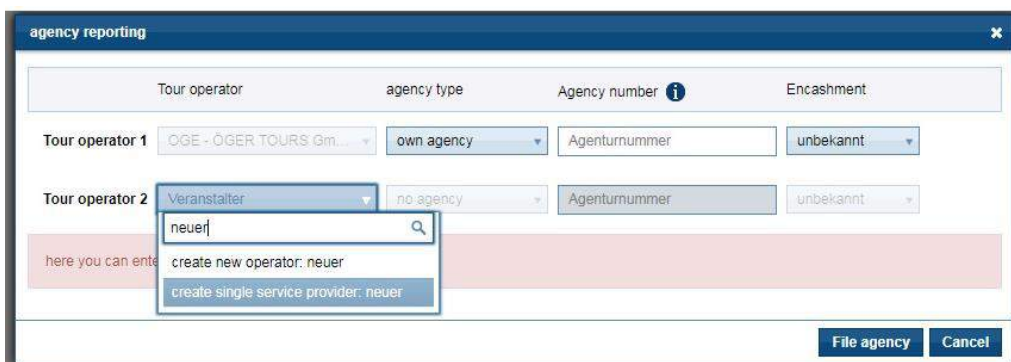 agency reporting
Tour operator agency type Agency number i Encashment
Tour operator 1 OGE - ÖGER TOURS Gm... own agency Agenturnummer unbekannt
Tour operator 2 Veranstalter no agency Agenturnummer unbekannt
neuer
here you can ente
create new operator: neuer
create single service provider: neuer
File agency Cancel